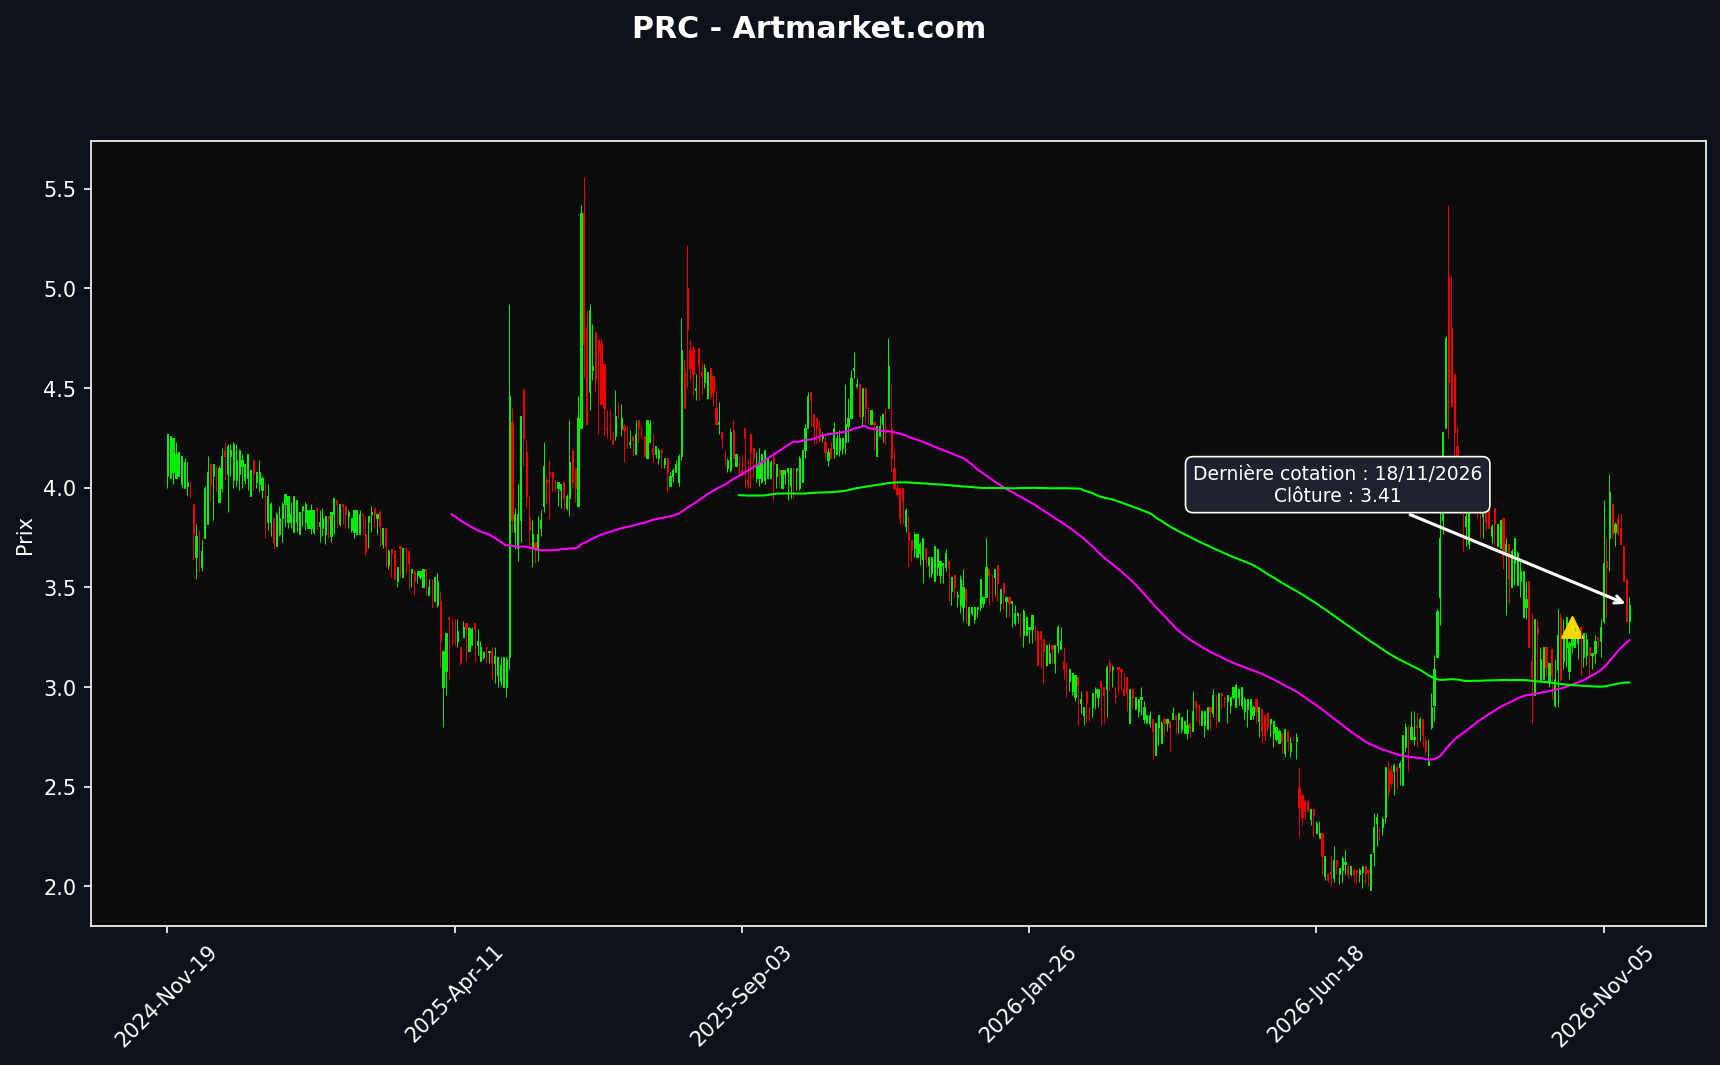 PRC - Artmarket.com
Prix
5.5
5.0
4.5
4.0
3.5
3.0
2.5
2.0
Dernière cotation : 18/11/2026
Clôture : 3.41
2024-Nov-19
2025-Apr-11
2025-Sep-03
2026-Jan-26
2026-Jun-18
2026-Nov-05